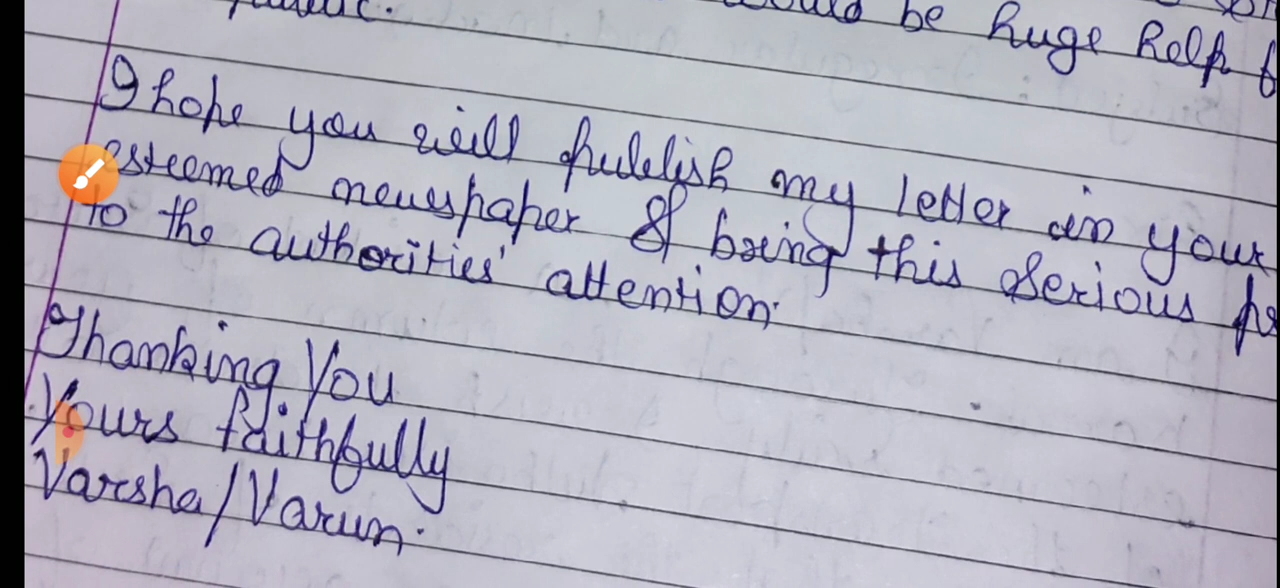 be huge help
I hope you will publish my letter in your
esteemed newspaper & bring this serious
to the authorities' attention.
Thanking You
Yours faithfully
Varsha/Varun.